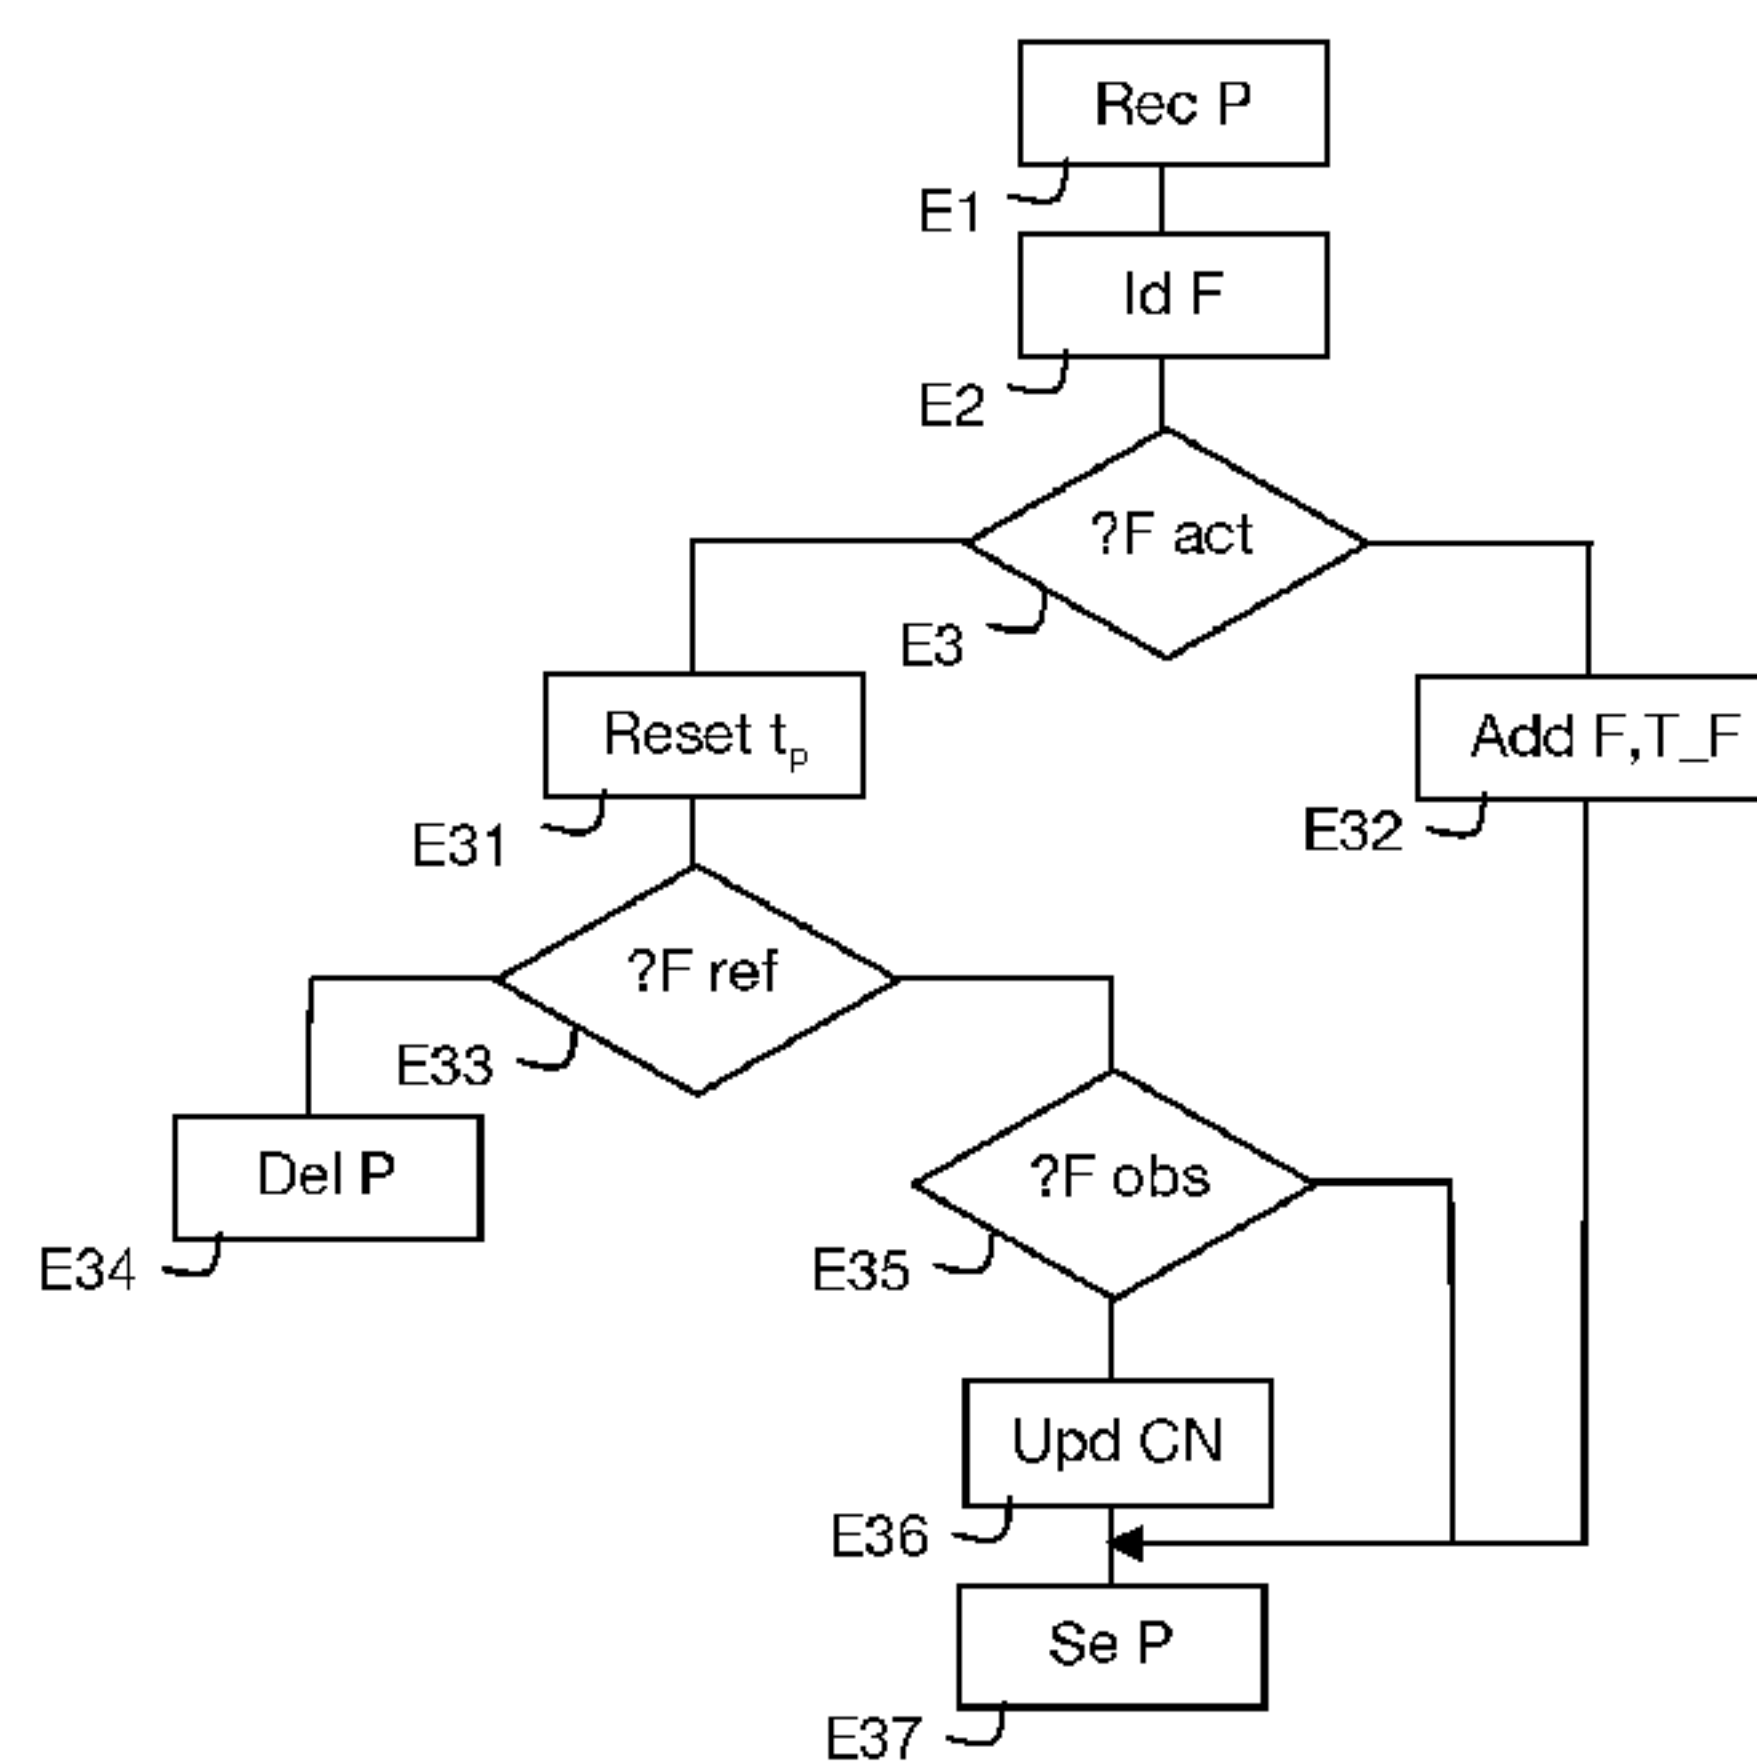 Rec P
E1
Id F
E2
?F act
E3
Reset tp
E31
Add F,T_F
E32
?F ref
E33
Del P
E34
?F obs
E35
Upd CN
E36
Se P
E37